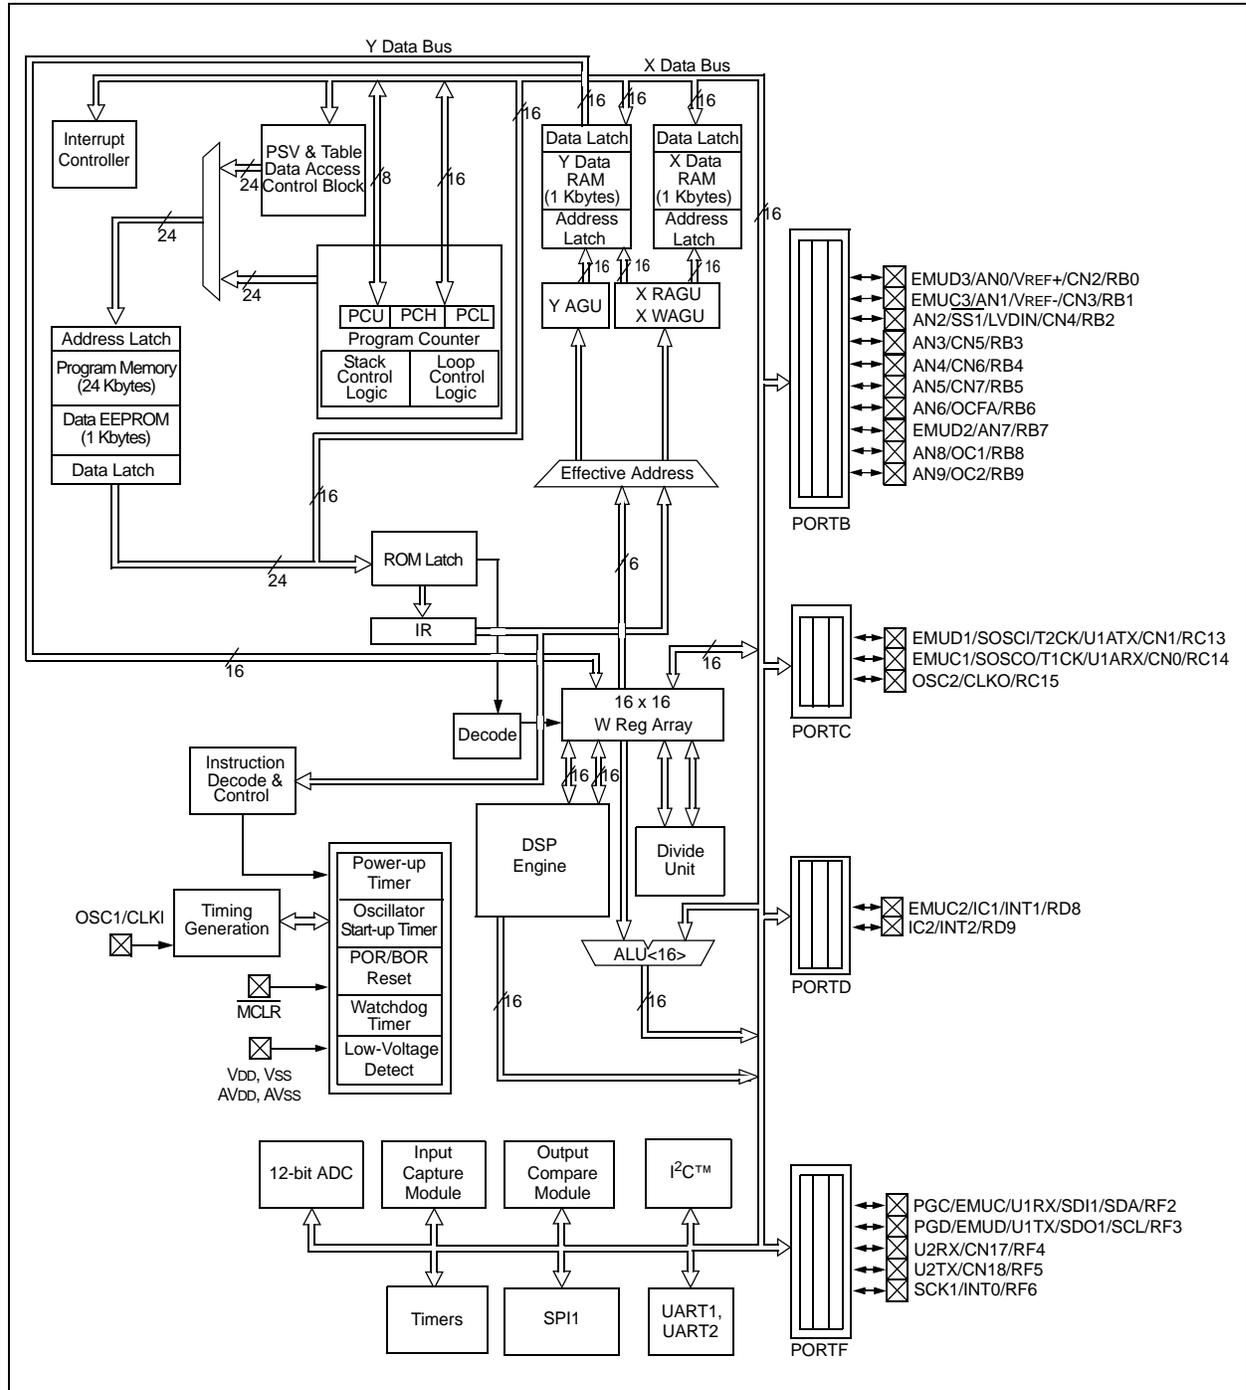 Y Data Bus
X Data Bus
16
16
16
16
Interrupt
Controller
PSV & Table
Data Access
Control Block
24
8
16
24
24
Data Latch
Y Data
RAM
(1 Kbytes)
Address
Latch
Data Latch
X Data
RAM
(1 Kbytes)
Address
Latch
16
16
16
16
Y AGU
X RAGU
X WAGU
PCU
PCH
PCL
Program Counter
Stack
Control
Logic
Loop
Control
Logic
Address Latch
Program Memory
(24 Kbytes)
Data EEPROM
(1 Kbytes)
Data Latch
Effective Address
16
24
ROM Latch
6
IR
16
16
16 x 16
W Reg Array
Decode
Instruction
Decode &
Control
16
16
DSP
Engine
Divide
Unit
Power-up
Timer
Oscillator
Start-up Timer
POR/BOR
Reset
Watchdog
Timer
Low-Voltage
Detect
OSC1/CLKI
Timing
Generation
M̅C̅L̅R̅
VDD, VSS
AVDD, AVSS
ALU<16>
16
16
12-bit ADC
Input
Capture
Module
Output
Compare
Module
I²C™
Timers
SPI1
UART1,
UART2
EMUD3/AN0/VREF+/CN2/RB0
EMUC3/AN1/VREF-/CN3/RB1
AN2/S̅S̅1̅/LVDIN/CN4/RB2
AN3/CN5/RB3
AN4/CN6/RB4
AN5/CN7/RB5
AN6/OCFA/RB6
EMUD2/AN7/RB7
AN8/OC1/RB8
AN9/OC2/RB9
PORTB
EMUD1/SOSCI/T2CK/U1ATX/CN1/RC13
EMUC1/SOSCO/T1CK/U1ARX/CN0/RC14
OSC2/CLKO/RC15
PORTC
EMUC2/IC1/INT1/RD8
IC2/INT2/RD9
PORTD
PGC/EMUC/U1RX/SDI1/SDA/RF2
PGD/EMUD/U1TX/SDO1/SCL/RF3
U2RX/CN17/RF4
U2TX/CN18/RF5
SCK1/INT0/RF6
PORTF